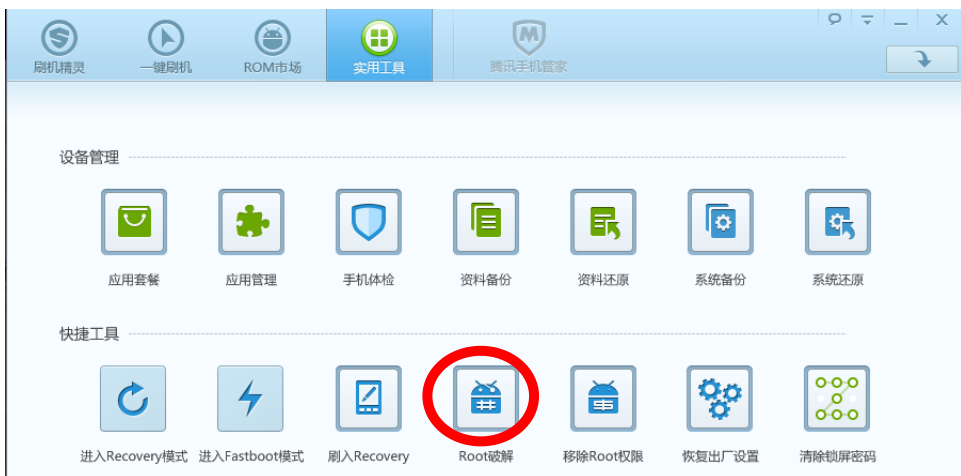 刷机精灵
一键刷机
ROM市场
实用工具
腾讯手机管家
设备管理
应用套餐
应用管理
手机体检
资料备份
资料还原
系统备份
系统还原
快捷工具
进入Recovery模式
进入Fastboot模式
刷入Recovery
Root破解
移除Root权限
恢复出厂设置
清除锁屏密码